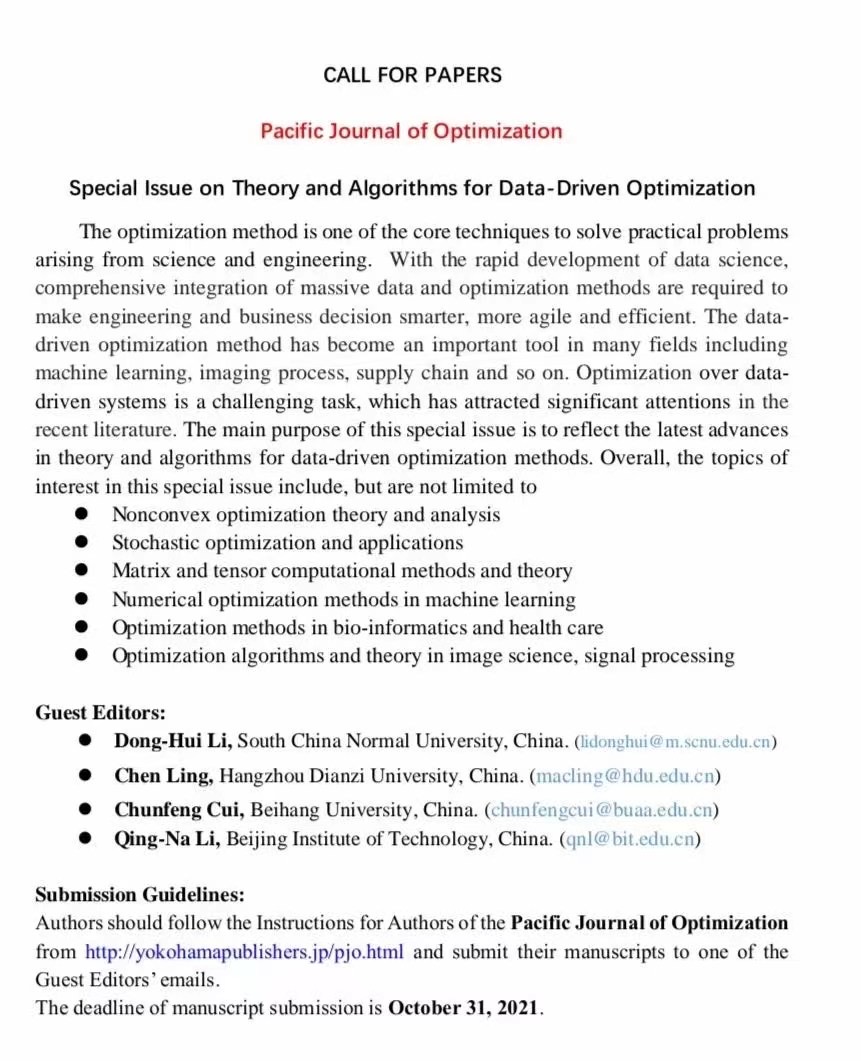 CALL FOR PAPERS
Pacific Journal of Optimization
Special Issue on Theory and Algorithms for Data-Driven Optimization
The optimization method is one of the core techniques to solve practical problems
arising from science and engineering. With the rapid development of data science,
comprehensive integration of massive data and optimization methods are required to
make engineering and business decision smarter, more agile and efficient. The data-
driven optimization method has become an important tool in many fields including
machine learning, imaging process, supply chain and so on. Optimization over data-
driven systems is a challenging task, which has attracted significant attentions in the
recent literature. The main purpose of this special issue is to reflect the latest advances
in theory and algorithms for data-driven optimization methods. Overall, the topics of
interest in this special issue include, but are not limited to
● Nonconvex optimization theory and analysis
● Stochastic optimization and applications
● Matrix and tensor computational methods and theory
● Numerical optimization methods in machine learning
● Optimization methods in bio-informatics and health care
● Optimization algorithms and theory in image science, signal processing
Guest Editors:
● Dong-Hui Li, South China Normal University, China. (lidonghui@m.scnu.edu.cn)
● Chen Ling, Hangzhou Dianzi University, China. (macling@hdu.edu.cn)
● Chunfeng Cui, Beihang University, China. (chunfengcui@buaa.edu.cn)
● Qing-Na Li, Beijing Institute of Technology, China. (qnl@bit.edu.cn)
Submission Guidelines:
Authors should follow the Instructions for Authors of the Pacific Journal of Optimization
from http://yokohamapublishers.jp/pjo.html and submit their manuscripts to one of the
Guest Editors' emails.
The deadline of manuscript submission is October 31, 2021.